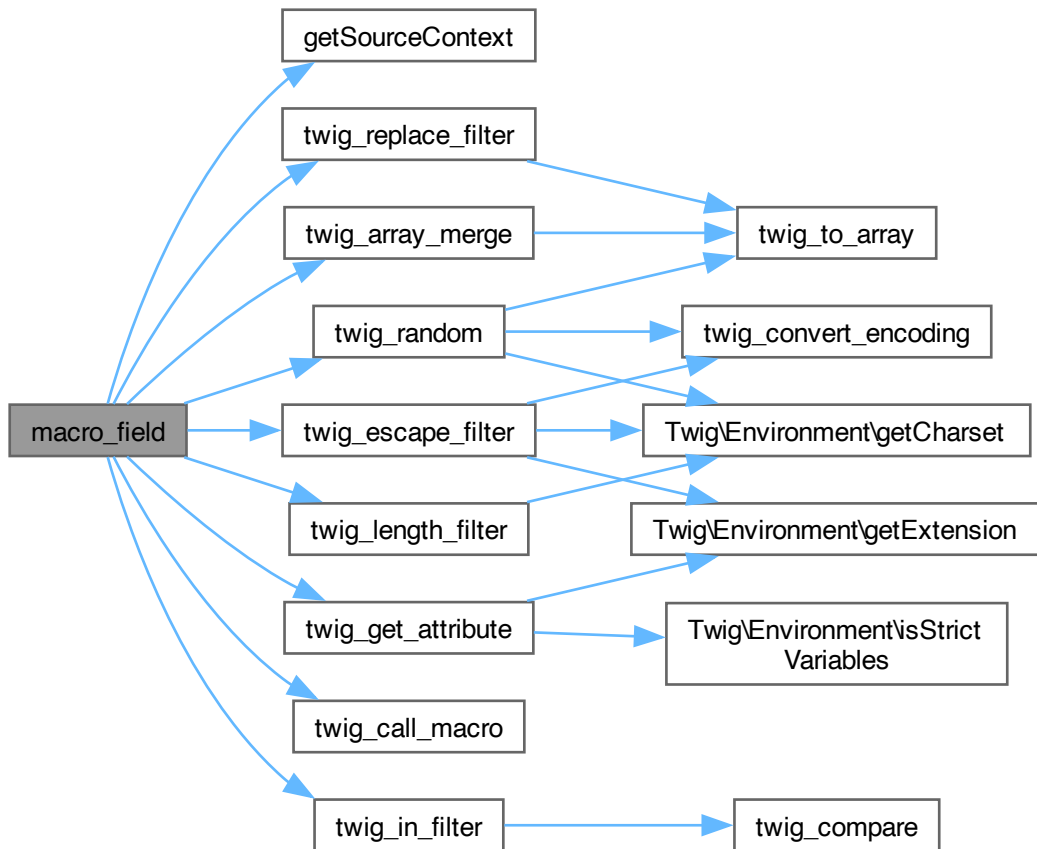 getSourceContext
twig_replace_filter
twig_array_merge
twig_to_array
twig_random
twig_convert_encoding
macro_field
twig_escape_filter
Twig\Environment\getCharset
twig_length_filter
Twig\Environment\getExtension
twig_get_attribute
Twig\Environment\isStrict
Variables
twig_call_macro
twig_in_filter
twig_compare